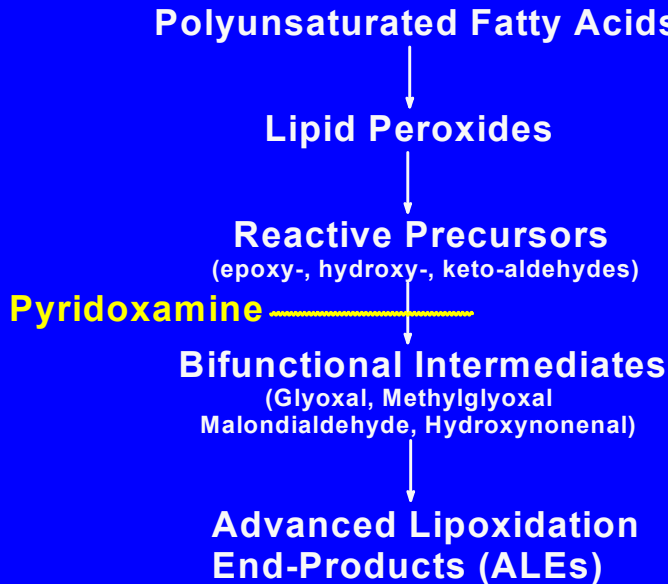 Polyunsaturated Fatty Acids
Lipid Peroxides
Reactive Precursors
(epoxy-, hydroxy-, keto-aldehydes)
Pyridoxamine
Bifunctional Intermediates
(Glyoxal, Methylglyoxal
Malondialdehyde, Hydroxynonenal)
Advanced Lipoxidation
End-Products (ALEs)